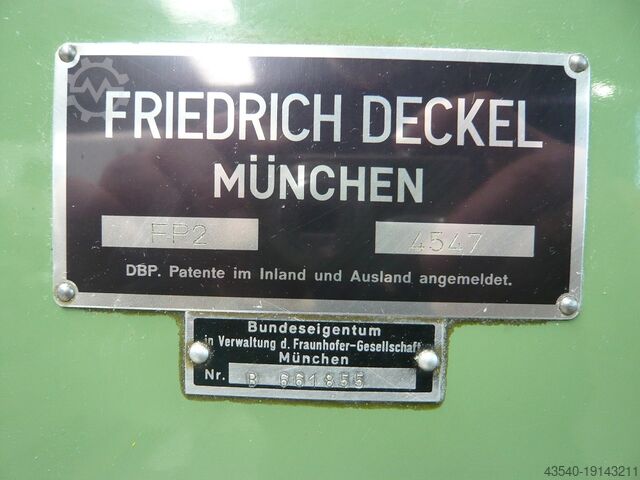 FRIEDRICH DECKEL
MÜNCHEN
FP2 4547
DBP. Patente im Inland und Ausland angemeldet.
Bundeseigentum
in Verwaltung d. Fraunhofer-Gesellschaft
München
Nr. B 661855
43540-19143211